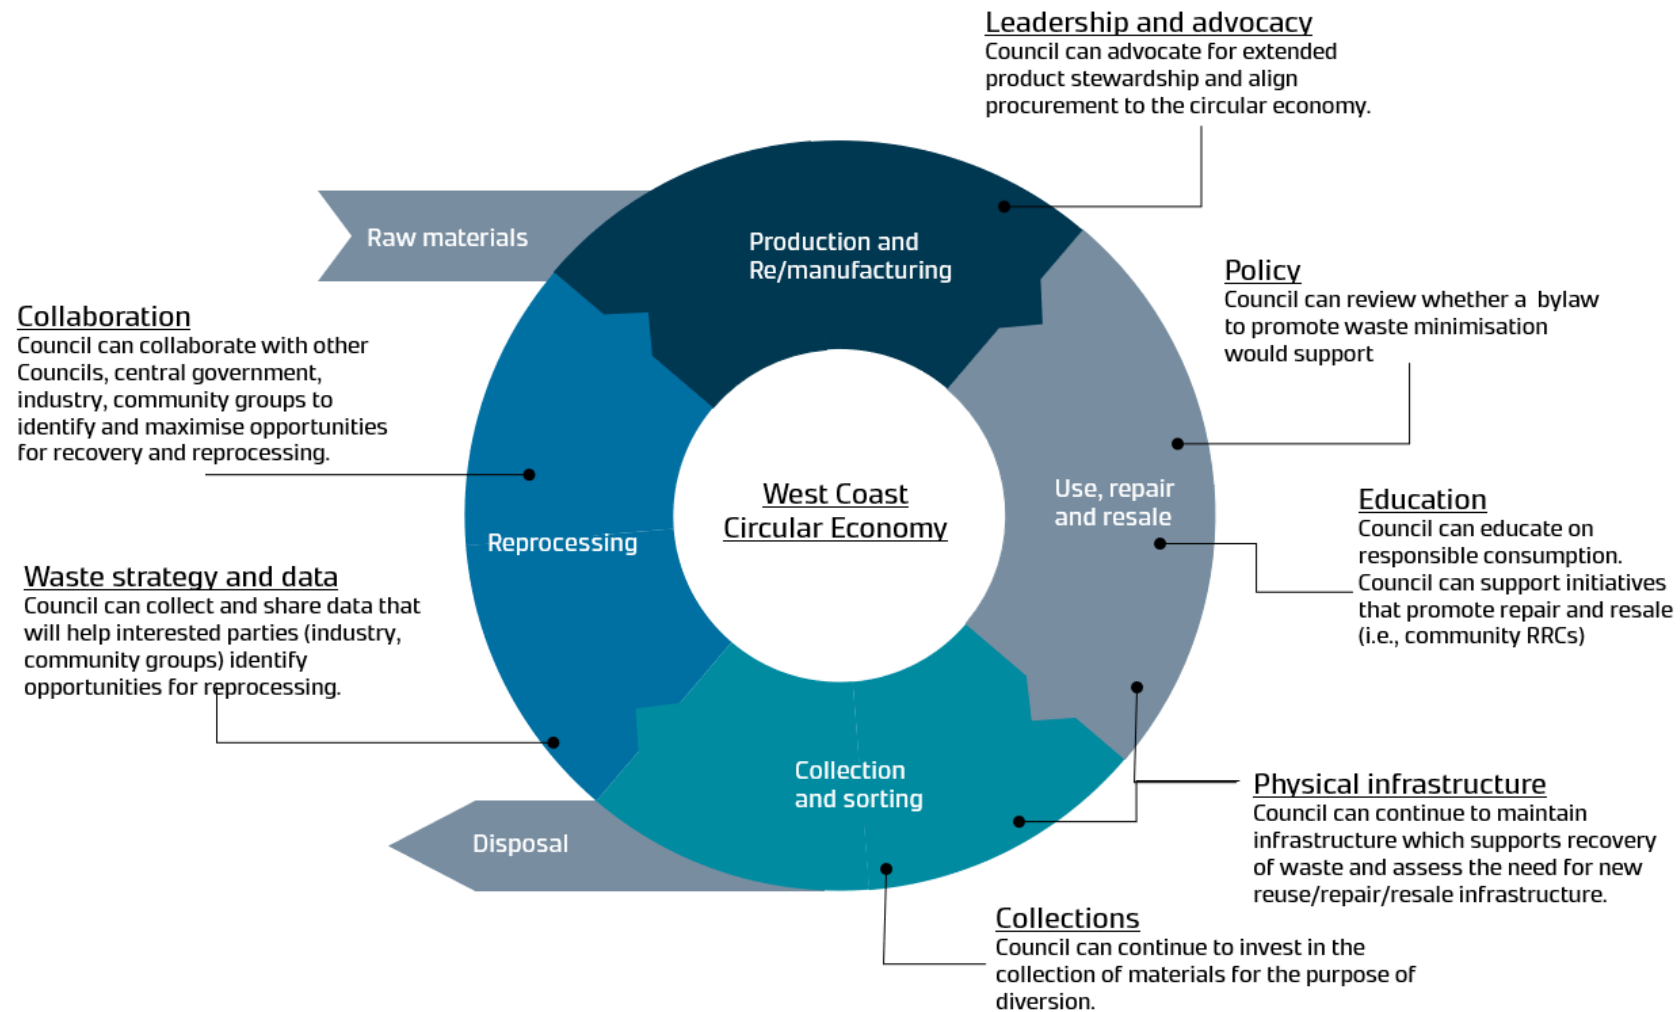 Leadership and advocacy
Council can advocate for extended
product stewardship and align
procurement to the circular economy.
Raw materials
Production and
Re/manufacturing
Policy
Council can review whether a bylaw
to promote waste minimisation
would support
Collaboration
Council can collaborate with other
Councils, central government,
industry, community groups to
identify and maximise opportunities
for recovery and reprocessing.
West Coast
Circular Economy
Use, repair
and resale
Education
Council can educate on
responsible consumption.
Council can support initiatives
that promote repair and resale
(i.e., community RRCs)
Reprocessing
Waste strategy and data
Council can collect and share data that
will help interested parties (industry,
community groups) identify
opportunities for reprocessing.
Collection
and sorting
Physical infrastructure
Council can continue to maintain
infrastructure which supports recovery
of waste and assess the need for new
reuse/repair/resale infrastructure.
Disposal
Collections
Council can continue to invest in the
collection of materials for the purpose of
diversion.